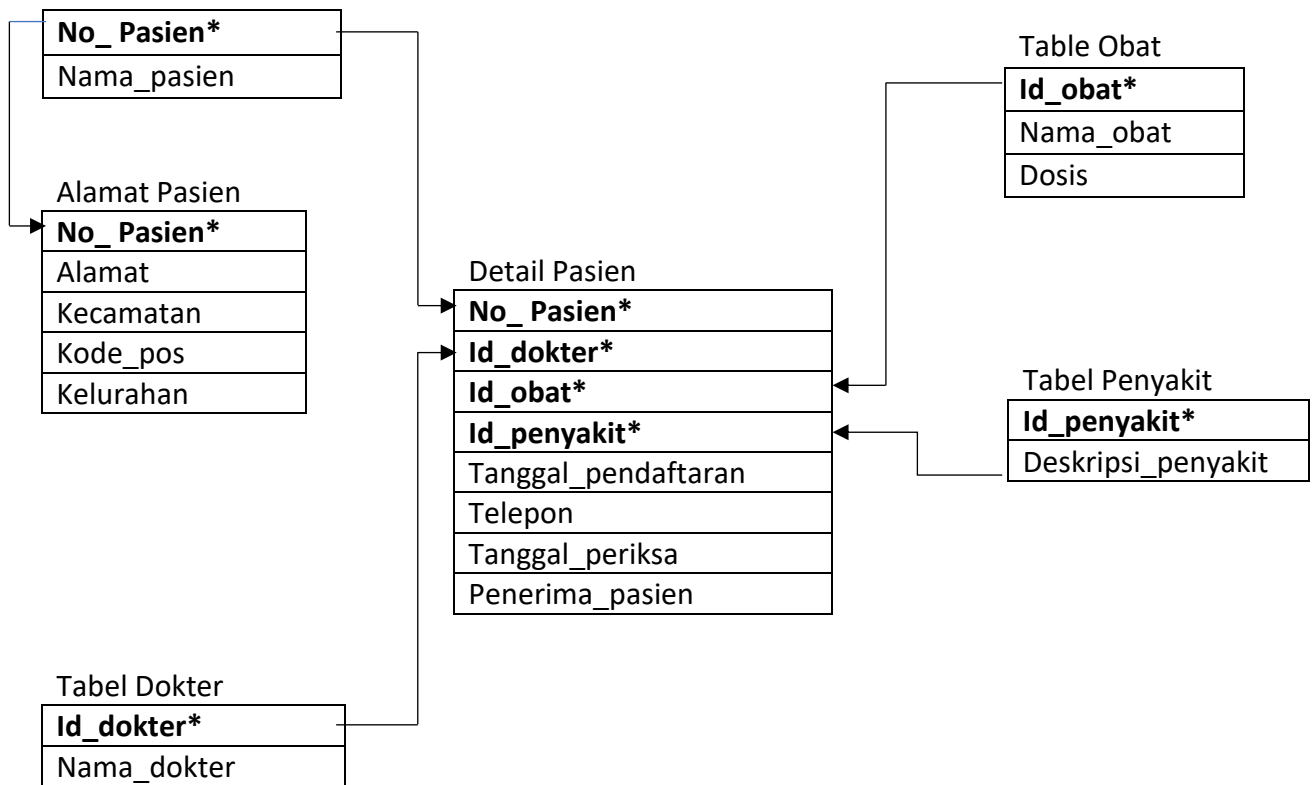 No_ Pasien*
Nama_pasien
Alamat Pasien
No_ Pasien*
Alamat
Kecamatan
Kode_pos
Kelurahan
Table Obat
Id_obat*
Nama_obat
Dosis
Detail Pasien
No_ Pasien*
Id_dokter*
Id_obat*
Id_penyakit*
Tanggal_pendaftaran
Telepon
Tanggal_periksa
Penerima_pasien
Tabel Penyakit
Id_penyakit*
Deskripsi_penyakit
Tabel Dokter
Id_dokter*
Nama_dokter